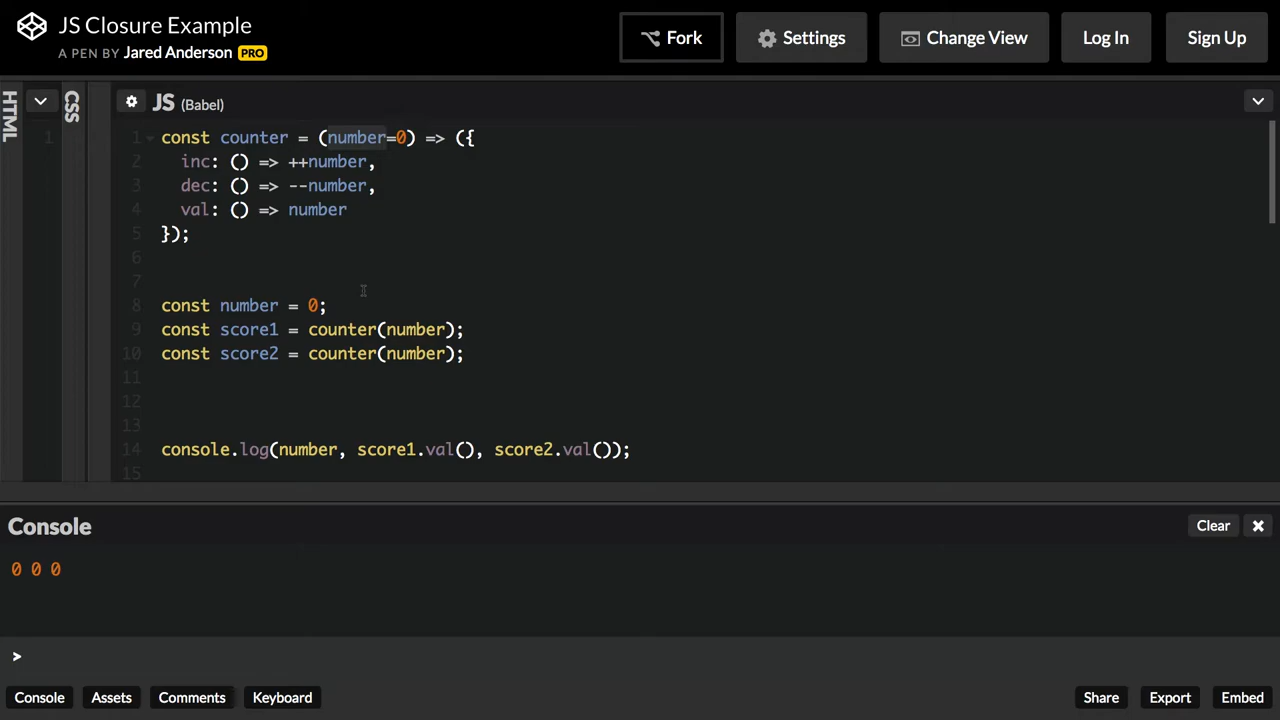 JS Closure Example
A PEN BY Jared Anderson PRO
Fork
Settings
Change View
Log In
Sign Up
HTML
1
CSS
JS (Babel)
1 const counter = (number=0) => ({
2 inc: () => ++number,
3 dec: () => --number,
4 val: () => number
5 });
6
7
8 const number = 0;
9 const score1 = counter(number);
10 const score2 = counter(number);
11
12
13
14 console.log(number, score1.val(), score2.val());
15
Console
Clear
0 0 0
>
Console
Assets
Comments
Keyboard
Share
Export
Embed